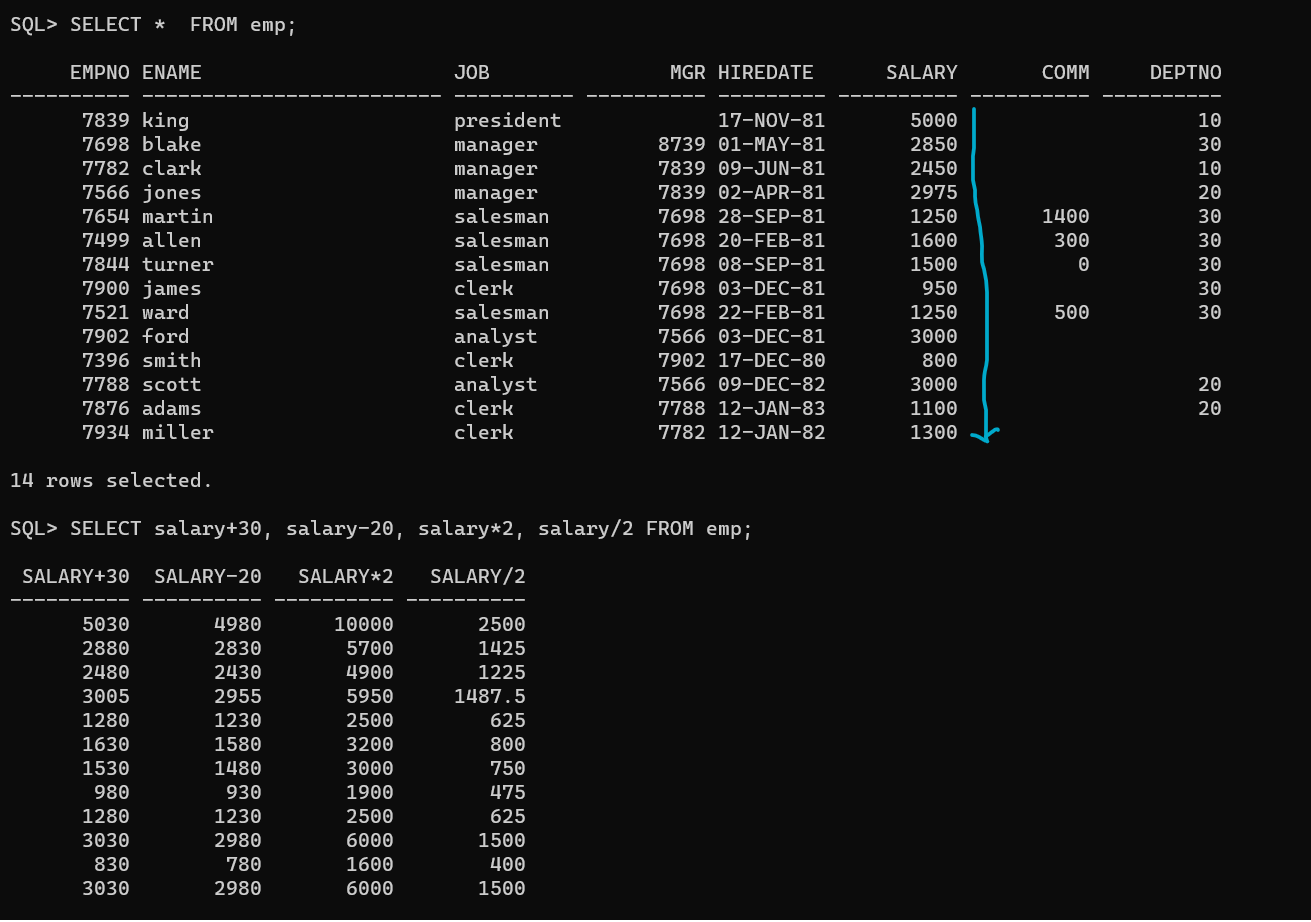 SQL> SELECT *  FROM emp;
     EMPNO ENAME                     JOB               MGR HIREDATE      SALARY       COMM     DEPTNO
---------- ------------------------- ---------- ---------- --------- ---------- ---------- ----------
      7839 king                      president             17-NOV-81       5000                    10
      7698 blake                     manager          8739 01-MAY-81       2850                    30
      7782 clark                     manager          7839 09-JUN-81       2450                    10
      7566 jones                     manager          7839 02-APR-81       2975                    20
      7654 martin                    salesman         7698 28-SEP-81       1250       1400         30
      7499 allen                     salesman         7698 20-FEB-81       1600        300         30
      7844 turner                    salesman         7698 08-SEP-81       1500          0         30
      7900 james                     clerk            7698 03-DEC-81        950                    30
      7521 ward                      salesman         7698 22-FEB-81       1250        500         30
      7902 ford                      analyst          7566 03-DEC-81       3000
      7396 smith                     clerk            7902 17-DEC-80        800
      7788 scott                     analyst          7566 09-DEC-82       3000                    20
      7876 adams                     clerk            7788 12-JAN-83       1100                    20
      7934 miller                    clerk            7782 12-JAN-82       1300
14 rows selected.
SQL> SELECT salary+30, salary-20, salary*2, salary/2 FROM emp;
 SALARY+30  SALARY-20   SALARY*2   SALARY/2
---------- ---------- ---------- ----------
      5030       4980      10000       2500
      2880       2830       5700       1425
      2480       2430       4900       1225
      3005       2955       5950     1487.5
      1280       1230       2500        625
      1630       1580       3200        800
      1530       1480       3000        750
       980        930       1900        475
      1280       1230       2500        625
      3030       2980       6000       1500
       830        780       1600        400
      3030       2980       6000       1500